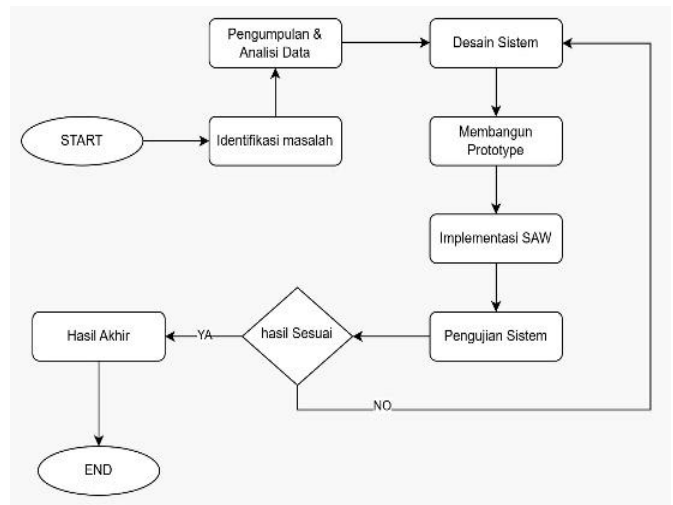 START
Identifikasi masalah
Pengumpulan &
Analisi Data
Desain Sistem
Membangun
Prototype
Implementasi SAW
Pengujian Sistem
hasil Sesuai
YA
NO
Hasil Akhir
END